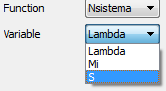 Function Nsistema
Variable Lambda
Lambda
Mi
S